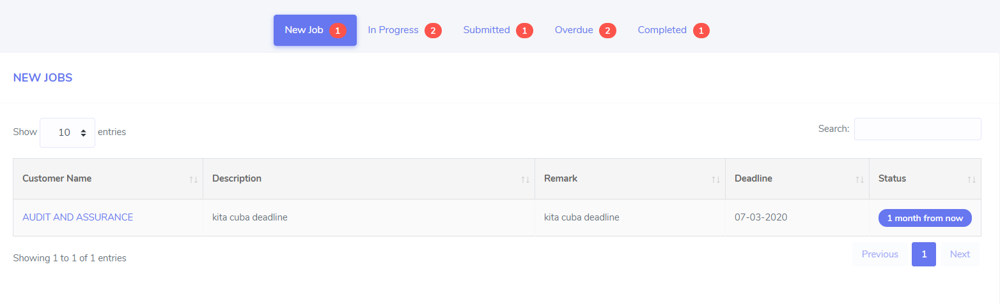 New Job 1 In Progress 2 Submitted 1 Overdue 2 Completed 1
NEW JOBS
Show 10 entries Search:
Customer Name Description Remark Deadline Status
AUDIT AND ASSURANCE kita cuba deadline kita cuba deadline 07-03-2020 1 month from now
Showing 1 to 1 of 1 entries Previous 1 Next